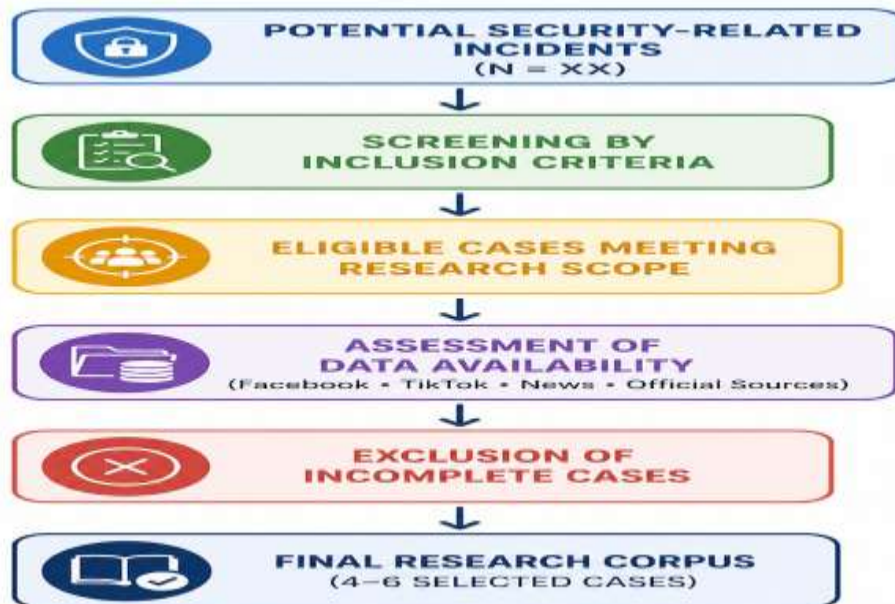 POTENTIAL SECURITY-RELATED
INCIDENTS
(N = XX)
SCREENING BY
INCLUSION CRITERIA
ELIGIBLE CASES MEETING
RESEARCH SCOPE
ASSESSMENT OF
DATA AVAILABILITY
(Facebook • TikTok • News • Official Sources)
EXCLUSION OF
INCOMPLETE CASES
FINAL RESEARCH CORPUS
(4–6 SELECTED CASES)